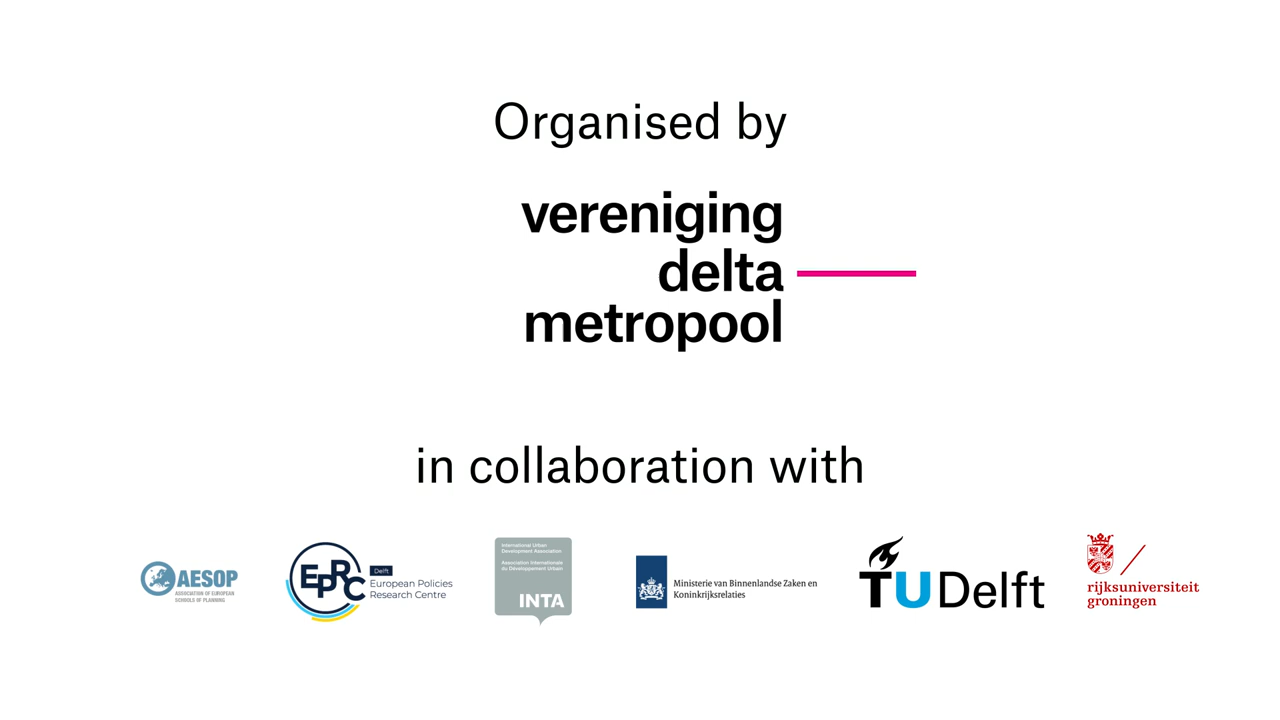 Organised by
vereniging
delta
metropool
in collaboration with
AESOP
ASSOCIATION OF EUROPEAN
SCHOOLS OF PLANNING
EPRC
Delft
European Policies
Research Centre
International Urban
Development Association
Association Internationale
du Développement Urbain
INTA
Ministerie van Binnenlandse Zaken en
Koninkrijksrelaties
TU Delft
rijksuniversiteit
groningen